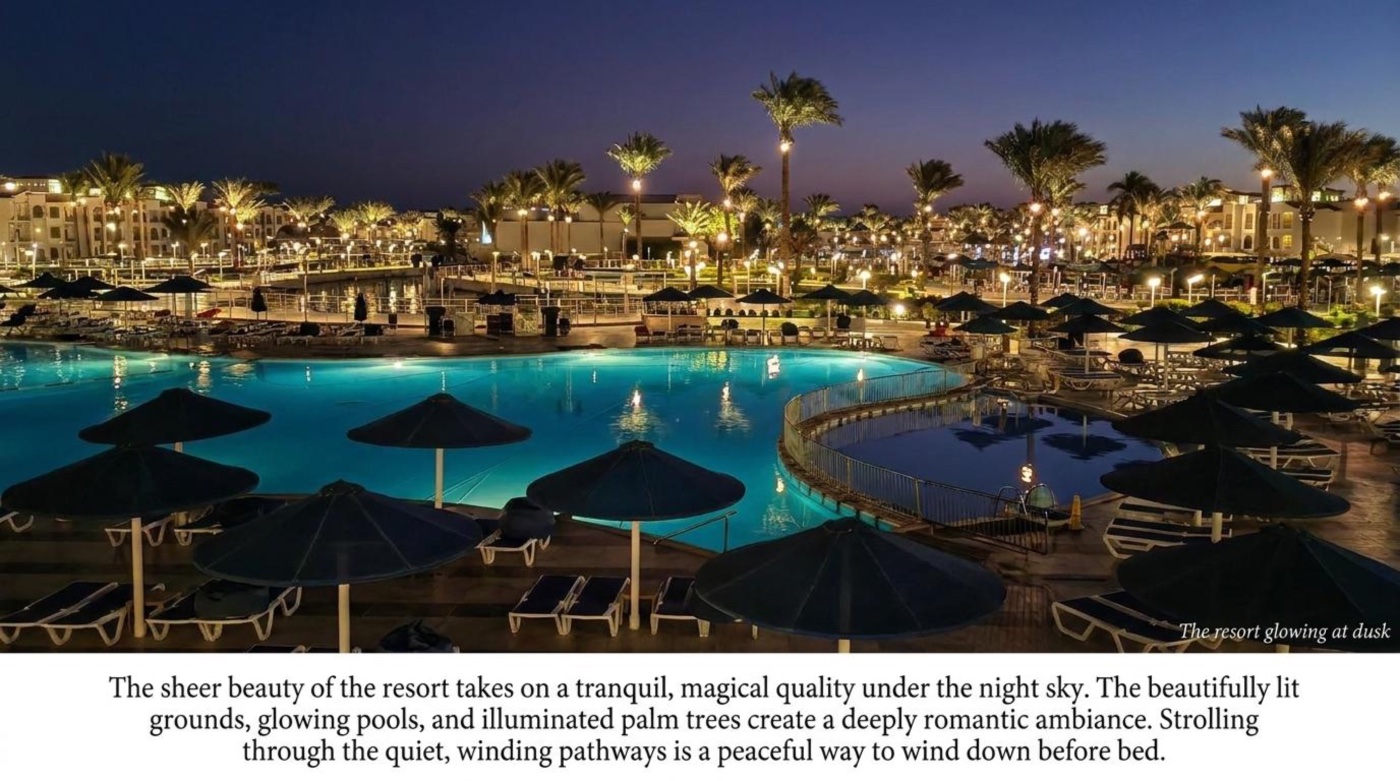 The resort glowing at dusk
The sheer beauty of the resort takes on a tranquil, magical quality under the night sky. The beautifully lit
grounds, glowing pools, and illuminated palm trees create a deeply romantic ambiance. Strolling
through the quiet, winding pathways is a peaceful way to wind down before bed.